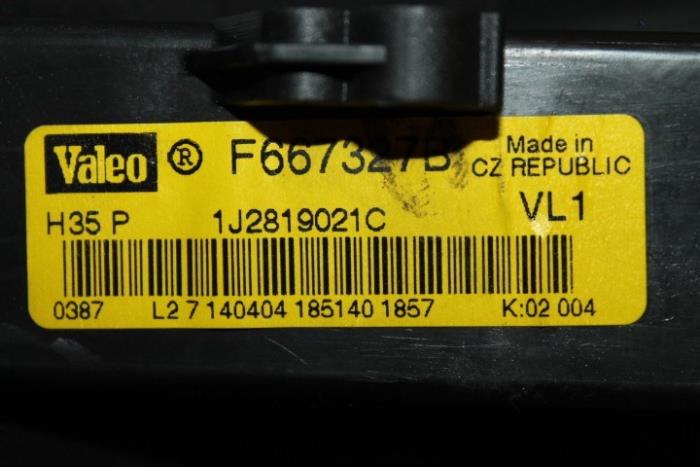 Valeo ® F667327B Made in
CZ REPUBLIC
H35 P 1J2819021C VL1
0387 L2 7 140404 185140 1857 K:02 004